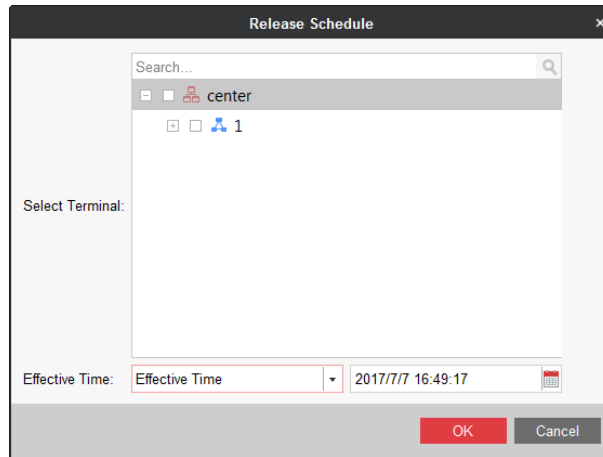 Release Schedule
Search...
center
1
Select Terminal:
Effective Time: Effective Time 2017/7/7 16:49:17
OK Cancel